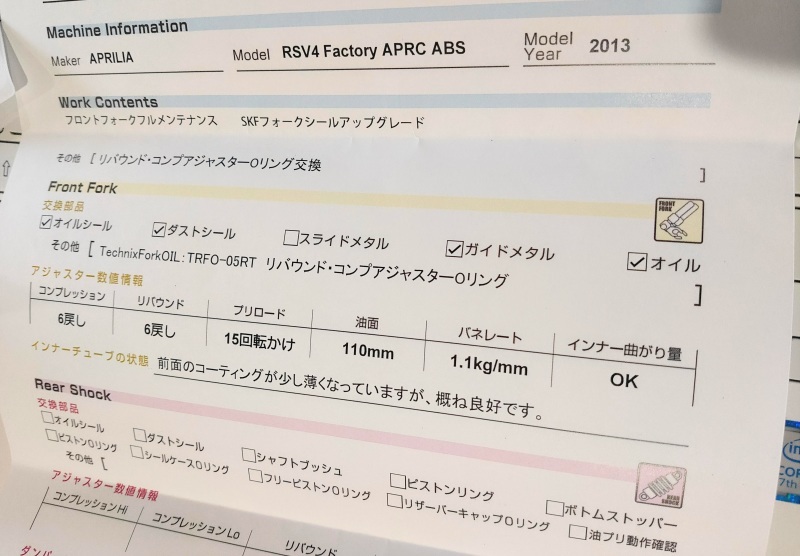 Machine Information
Maker APRILIA Model RSV4 Factory APRC ABS Model Year 2013
Work Contents
フロントフォークフルメンテナンス SKFフォークシールアップグレード
その他 [ リバウンド・コンプアジャスターOリング交換 ]
Front Fork
FRONT FORK
交換部品
☑オイルシール ☑ダストシール □スライドメタル ☑ガイドメタル ☑オイル
その他 [ TechnixForkOIL:TRFO-05RT リバウンド・コンプアジャスターOリング ]
アジャスター数値情報
コンプレッション リバウンド プリロード 油面 バネレート インナー曲がり量
6戻し 6戻し 15回転かけ 110mm 1.1kg/mm OK
インナーチューブの状態 前面のコーティングが少し薄くなっていますが、概ね良好です。
Rear Shock
REAR SHOCK
交換部品
□オイルシール □ダストシール □シャフトブッシュ □ピストンリング □ボトムストッパー
□ピストンOリング □シールケースOリング □フリーピストンOリング □リザーバーキャップOリング □油プリ動作確認
その他 [
アジャスター数値情報
コンプレッションHi コンプレッションLo リバウンド
ダンパ